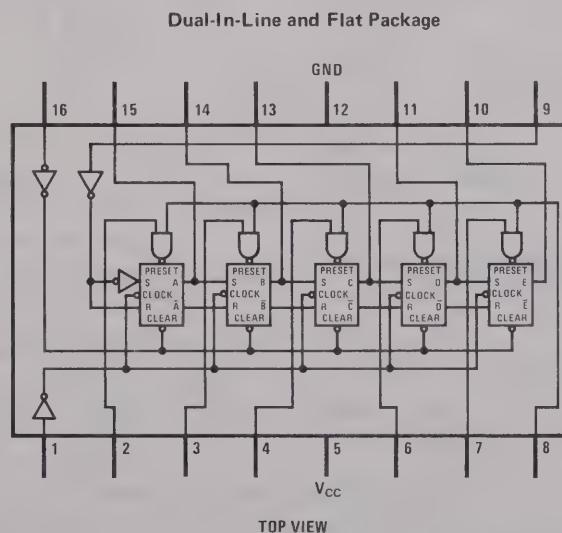 Dual-In-Line and Flat Package
GND
16 15 14 13 12 11 10 9
PRESET PRESET PRESET PRESET PRESET
S A S B S C S D S E
CLOCK CLOCK CLOCK CLOCK CLOCK
R A̅ R B̅ R C̅ R D̅ R E̅
CLEAR CLEAR CLEAR CLEAR CLEAR
1 2 3 4 5 6 7 8
VCC
TOP VIEW